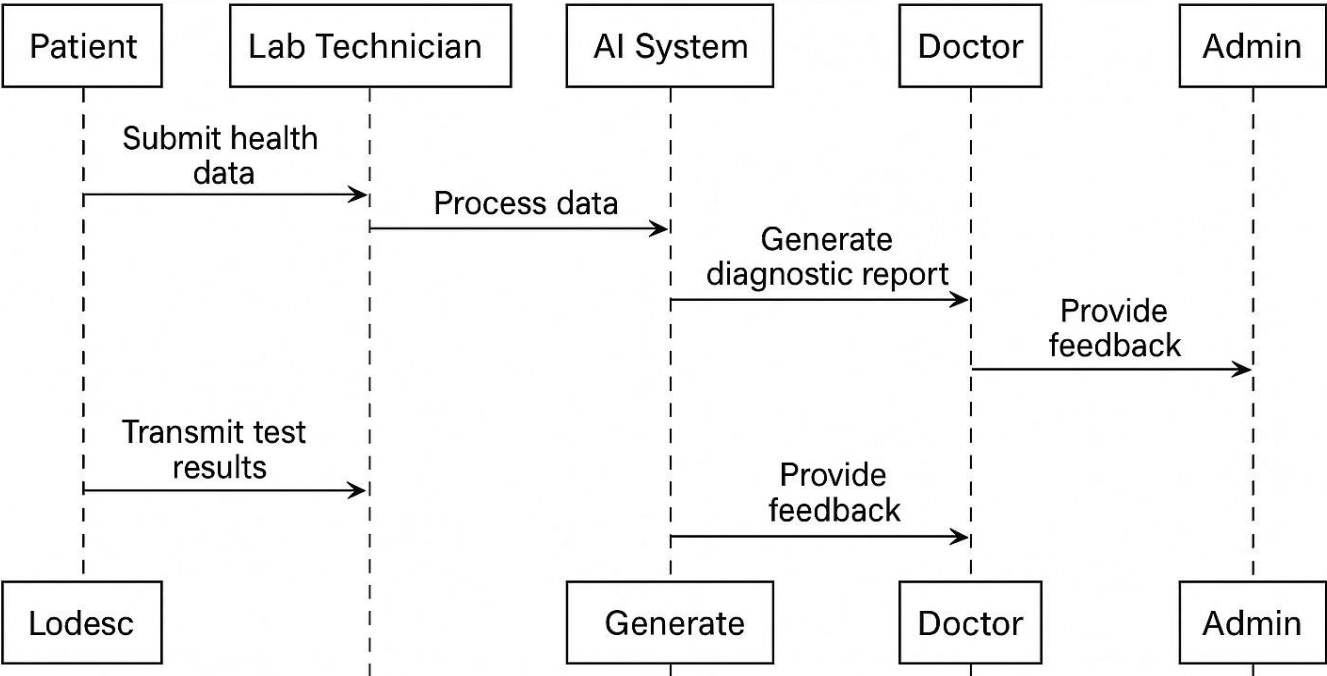 Patient
Lab Technician
AI System
Doctor
Admin
Submit health
data
Process data
Generate
diagnostic report
Provide
feedback
Transmit test
results
Provide
feedback
Lodesc
Generate
Doctor
Admin